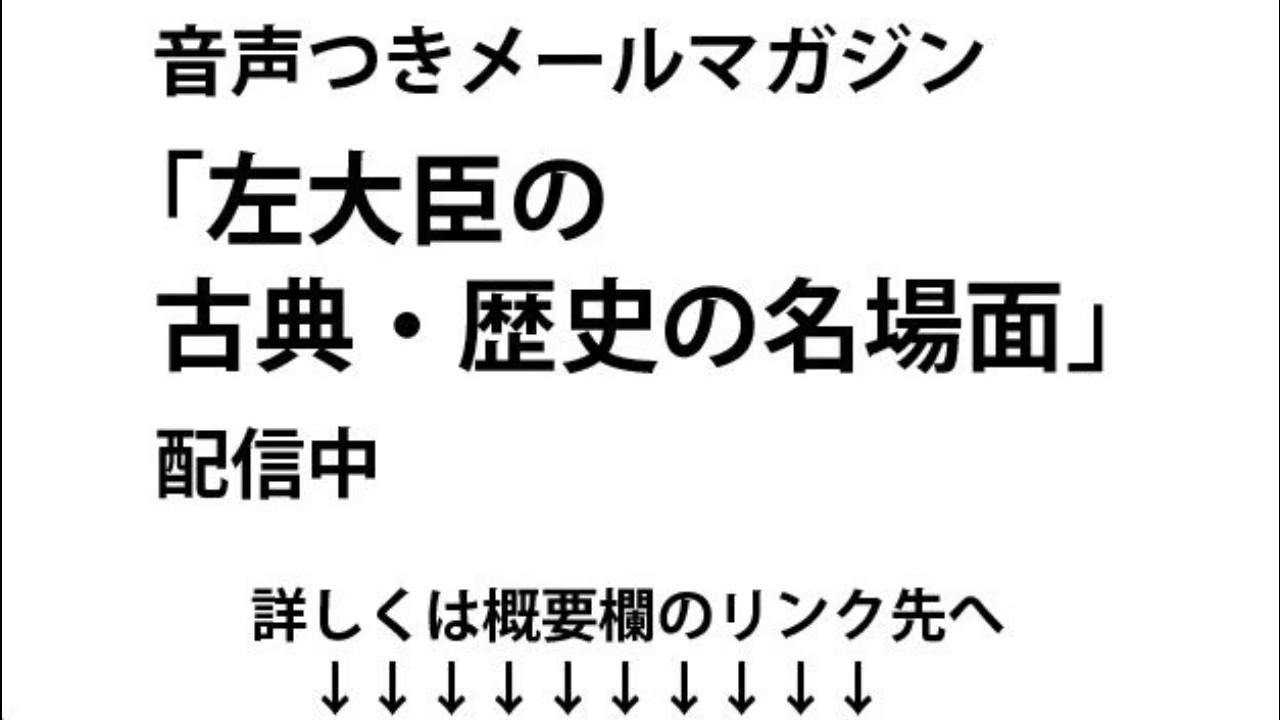 音声つきメールマガジン
「左大臣の
古典・歴史の名場面」
配信中
詳しくは概要欄のリンク先へ
↓↓↓↓↓↓↓↓↓↓